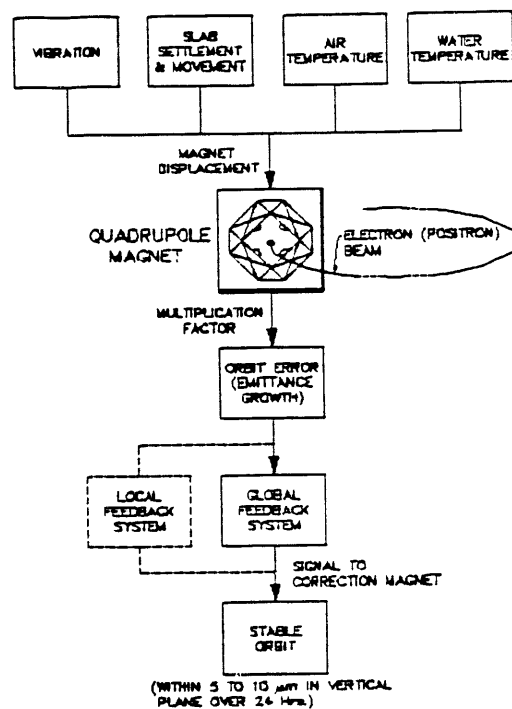 VIBRATION
SLAB
SETTLEMENT
& MOVEMENT
AIR
TEMPERATURE
WATER
TEMPERATURE
MAGNET
DISPLACEMENT
QUADRUPOLE
MAGNET
ELECTRON (POSITRON)
BEAM
MULTIPLICATION
FACTOR
ORBIT ERROR
(EMITTANCE
GROWTH)
LOCAL
FEEDBACK
SYSTEM
GLOBAL
FEEDBACK
SYSTEM
SIGNAL TO
CORRECTION MAGNET
STABLE
ORBIT
(WITHIN 5 TO 10 µm IN VERTICAL
PLANE OVER 24 Hrs.)